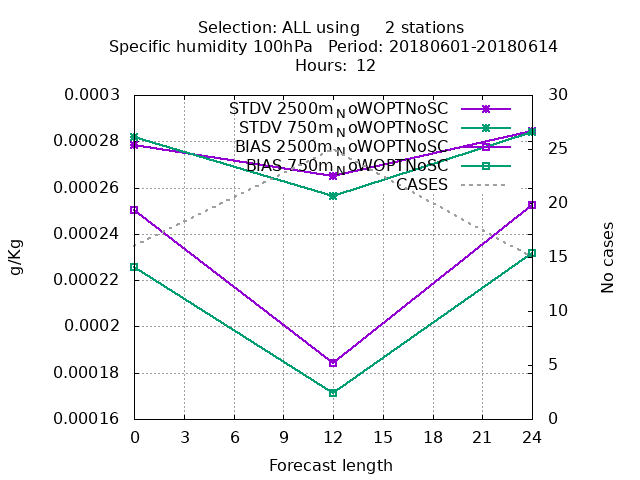 Selection: ALL using     2 stations
Specific humidity 100hPa   Period: 20180601-20180614
Hours: 12
0.0003
0.00028
0.00026
0.00024
0.00022
0.0002
0.00018
0.00016
30
25
20
15
10
5
0
STDV 2500m_NoWOPTNoSC
STDV 750m_NoWOPTNoSC
BIAS 2500m_NoWOPTNoSC
BIAS 750m_NoWOPTNoSC
CASES
g/Kg
No cases
0 3 6 9 12 15 18 21 24
Forecast length